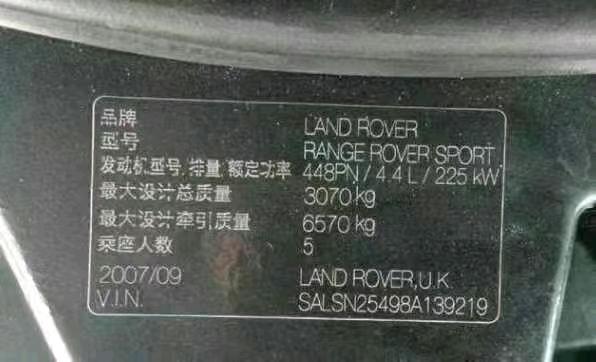 品牌 LAND ROVER
型号 RANGE ROVER SPORT
发动机型号, 排量, 额定功率 448PN / 4.4 L / 225 kW
最大设计总质量 3070 kg
最大设计牵引质量 6570 kg
乘座人数 5
2007/09 LAND ROVER, U.K.
V.I.N. SALSN25498A139219